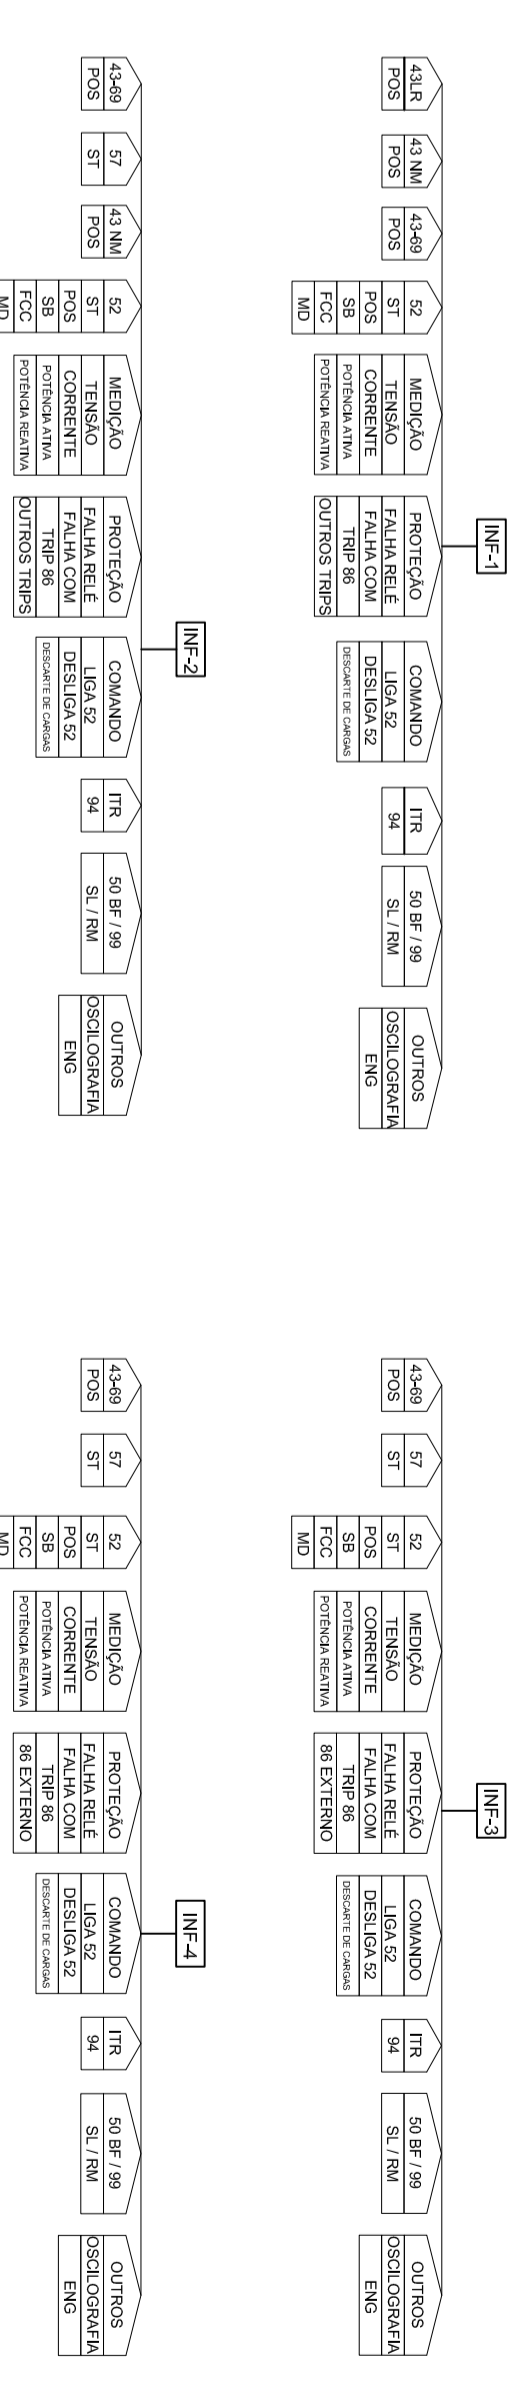 INF-1
43LR
POS
43 NM
POS
43-69
POS
52
ST
POS
SB
FCC
MD
MEDIÇÃO
TENSÃO
CORRENTE
POTÊNCIA ATIVA
POTÊNCIA REATIVA
PROTEÇÃO
FALHA RELÉ
FALHA COM
TRIP 86
OUTROS TRIPS
COMANDO
LIGA 52
DESLIGA 52
DESCARTE DE CARGAS
ITR
94
50 BF / 99
SL / RM
OUTROS
OSCILOGRAFIA
ENG
INF-3
43-69
POS
57
ST
52
ST
POS
SB
FCC
MD
MEDIÇÃO
TENSÃO
CORRENTE
POTÊNCIA ATIVA
POTÊNCIA REATIVA
PROTEÇÃO
FALHA RELÉ
FALHA COM
TRIP 86
86 EXTERNO
COMANDO
LIGA 52
DESLIGA 52
DESCARTE DE CARGAS
ITR
94
50 BF / 99
SL / RM
OUTROS
OSCILOGRAFIA
ENG
INF-2
43-69
POS
57
ST
43 NM
POS
52
ST
POS
SB
FCC
MD
MEDIÇÃO
TENSÃO
CORRENTE
POTÊNCIA ATIVA
POTÊNCIA REATIVA
PROTEÇÃO
FALHA RELÉ
FALHA COM
TRIP 86
OUTROS TRIPS
COMANDO
LIGA 52
DESLIGA 52
DESCARTE DE CARGAS
ITR
94
50 BF / 99
SL / RM
OUTROS
OSCILOGRAFIA
ENG
INF-4
43-69
POS
57
ST
52
ST
POS
SB
FCC
MD
MEDIÇÃO
TENSÃO
CORRENTE
POTÊNCIA ATIVA
POTÊNCIA REATIVA
PROTEÇÃO
FALHA RELÉ
FALHA COM
TRIP 86
86 EXTERNO
COMANDO
LIGA 52
DESLIGA 52
DESCARTE DE CARGAS
ITR
94
50 BF / 99
SL / RM
OUTROS
OSCILOGRAFIA
ENG